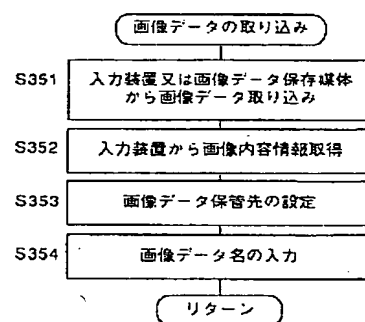 画像データの取り込み
S351
入力装置又は画像データ保存媒体
から画像データ取り込み
S352
入力装置から画像内容情報取得
S353
画像データ保管先の設定
S354
画像データ名の入力
リターン